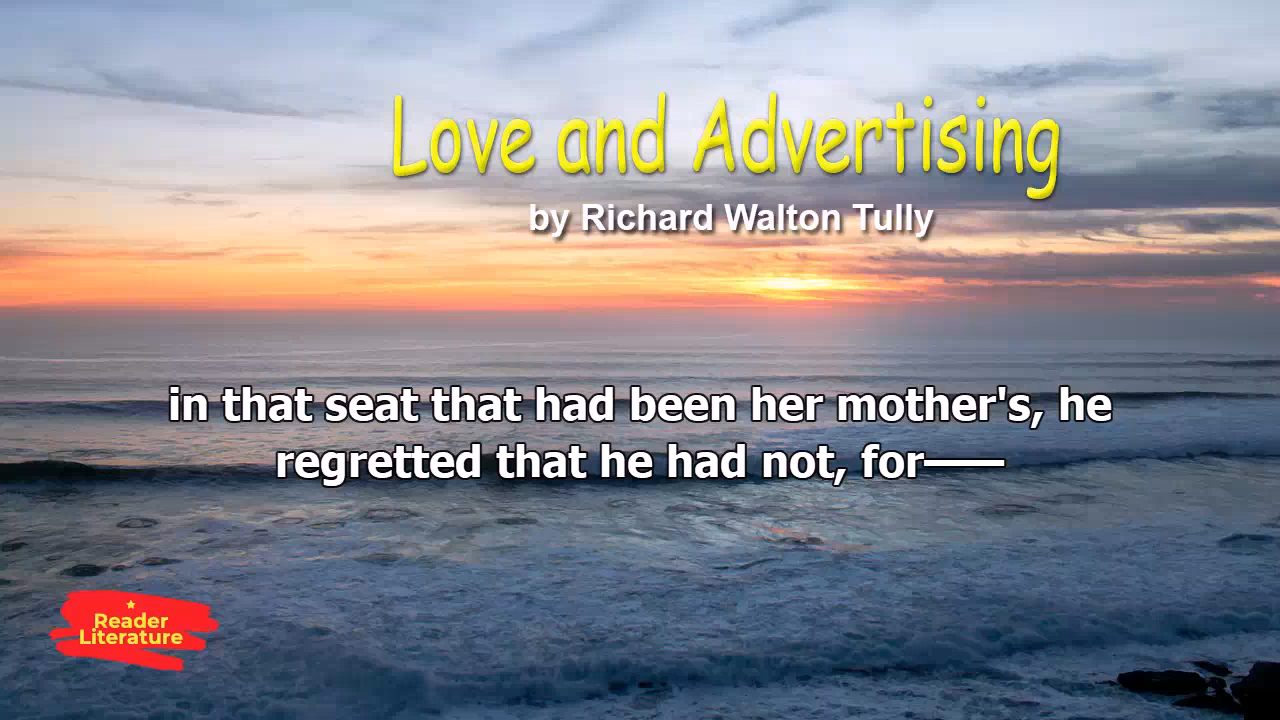 Love and Advertising
by Richard Walton Tully
in that seat that had been her mother's, he
regretted that he had not, for——
Reader
Literature